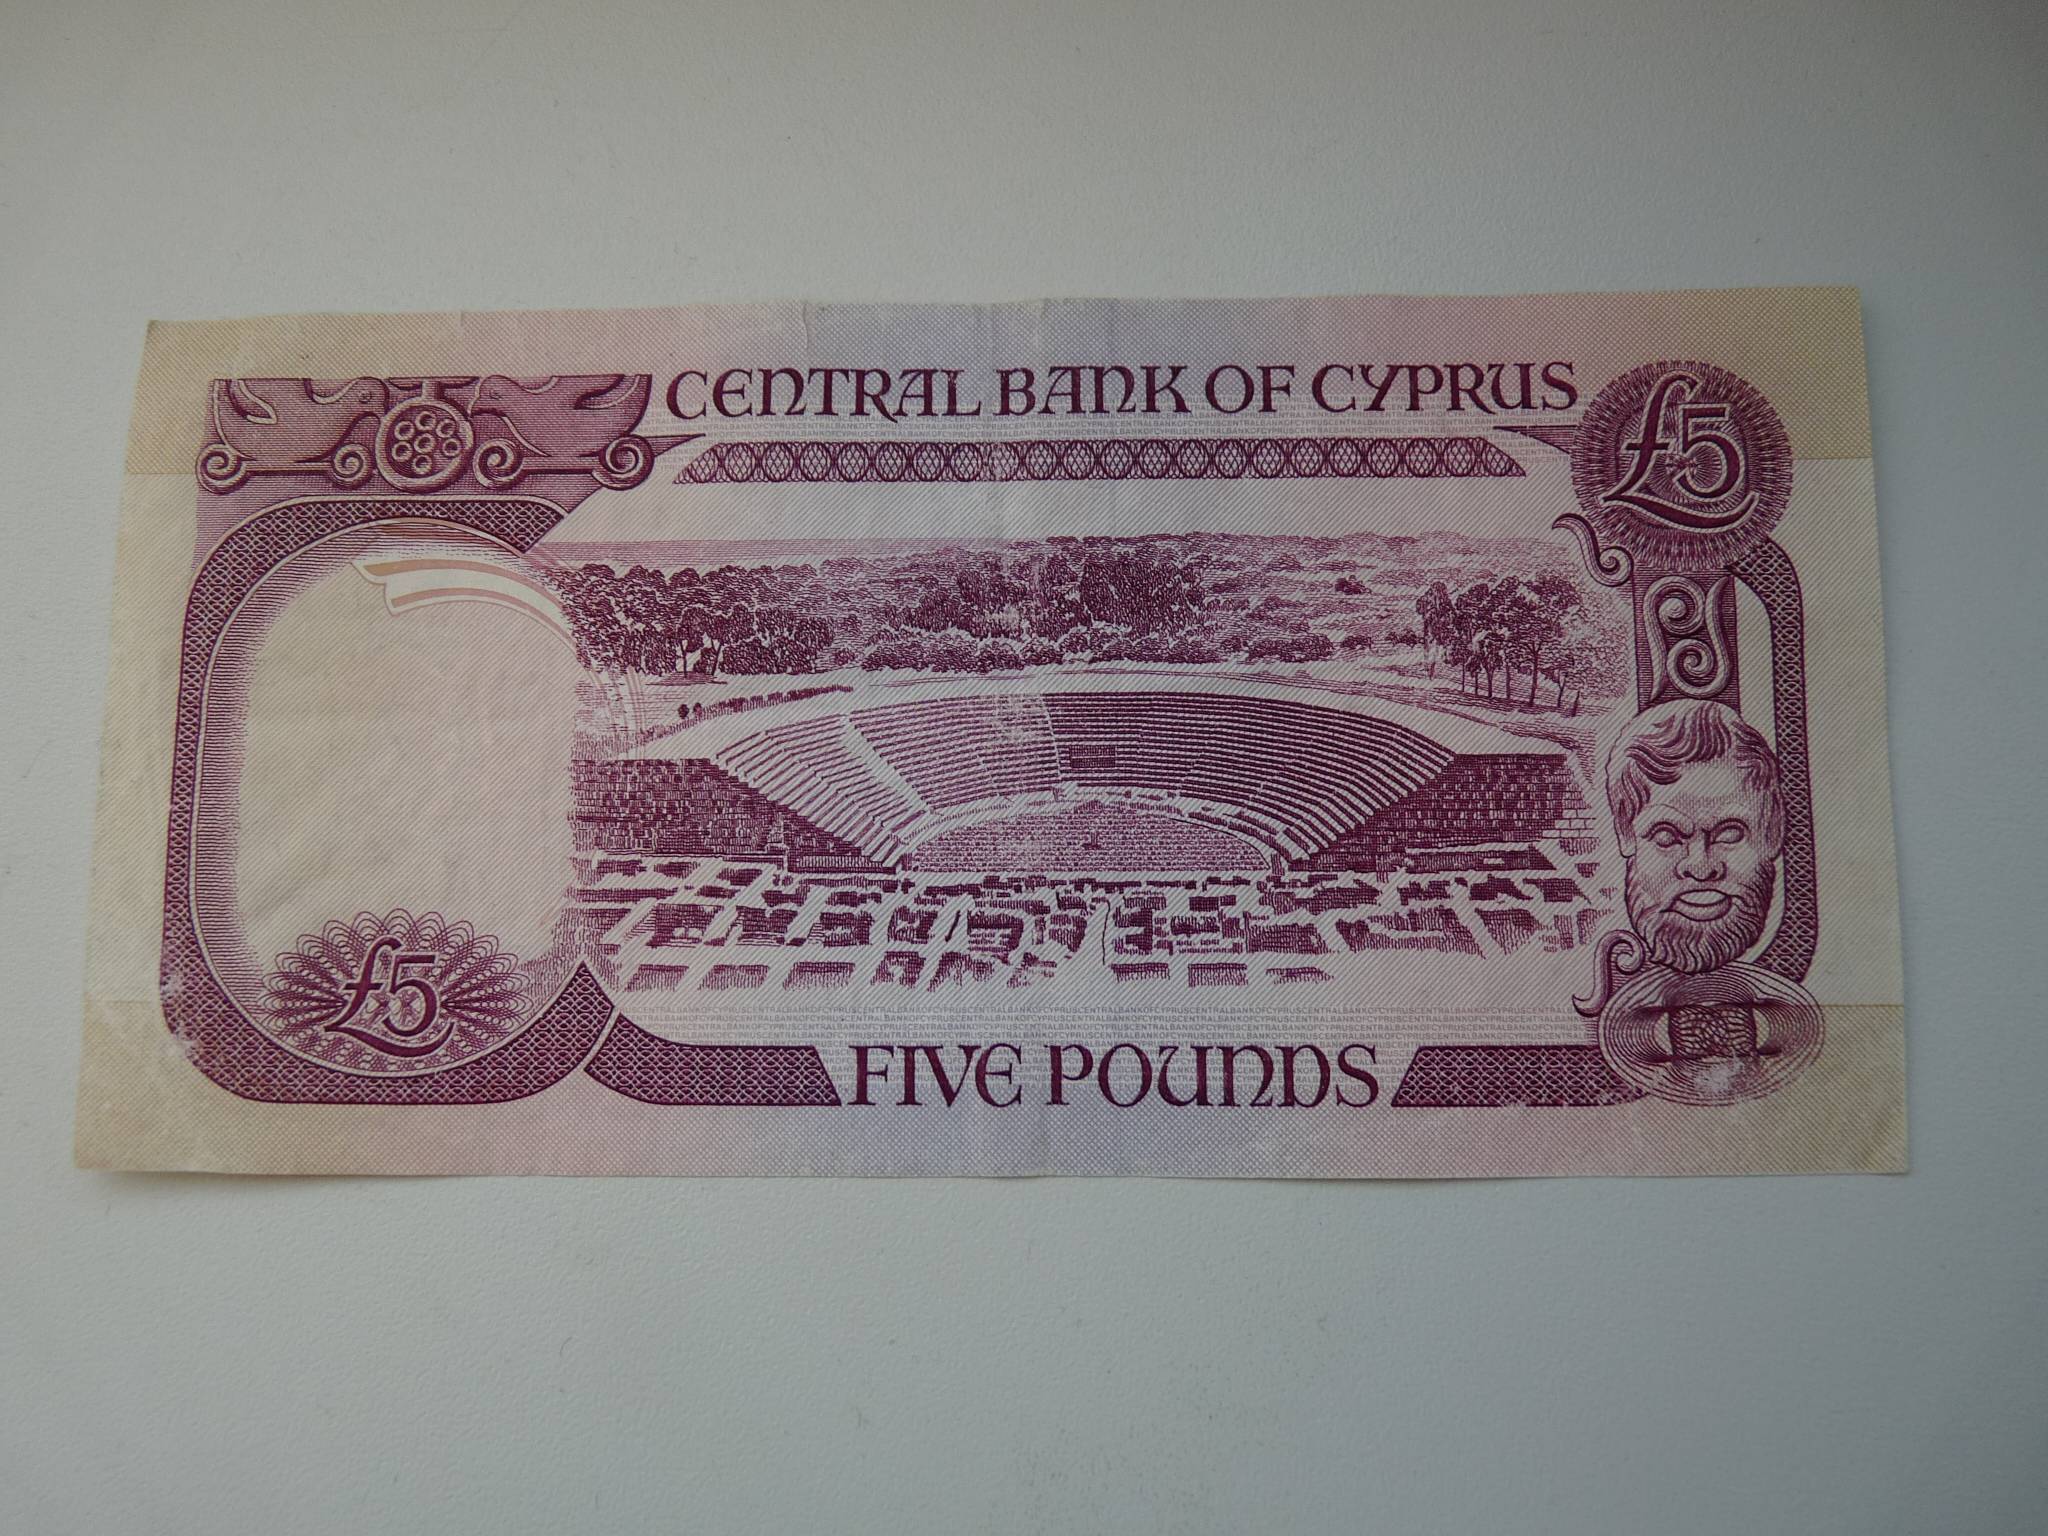 CENTRAL BANK OF CYPRUS
£5
£5
FIVE POUNDS